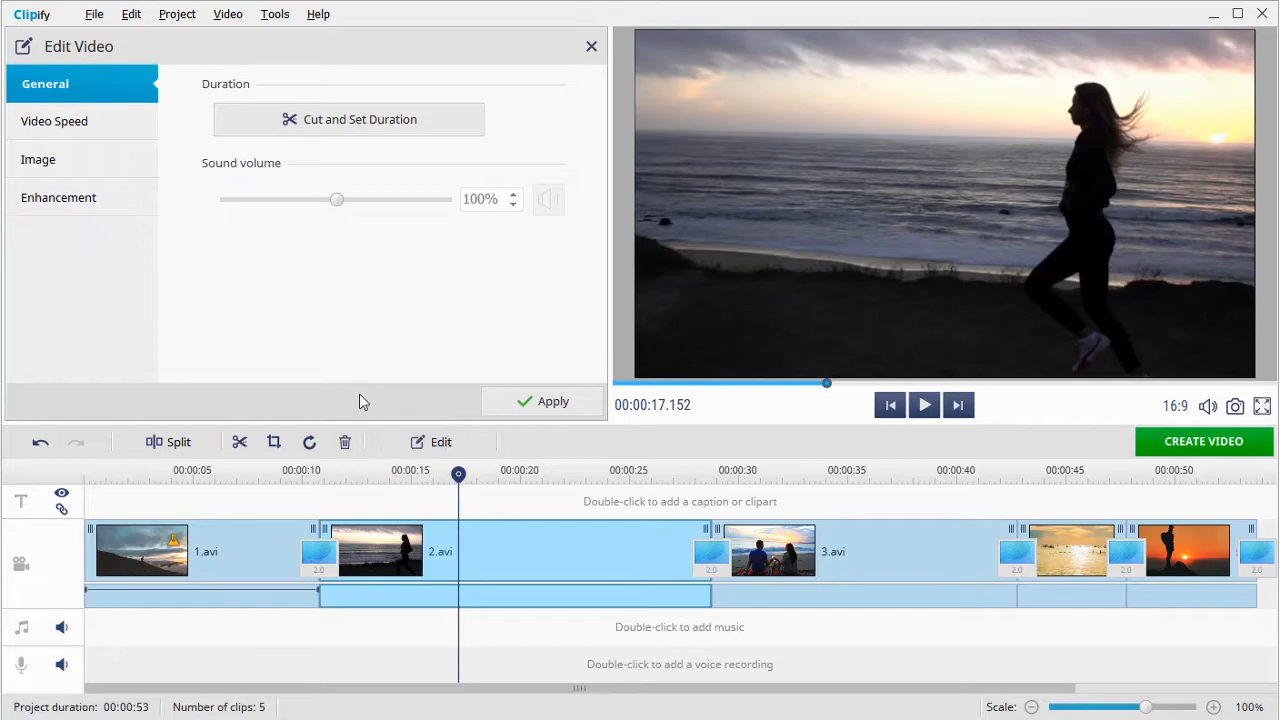 Clipify File Edit Project Video Tools Help
Edit Video
General
Video Speed
Image
Enhancement
Duration
Cut and Set Duration
Sound volume
100%
Apply
00:00:17.152
16:9
Split
Edit
CREATE VIDEO
00:00:05 00:00:10 00:00:15 00:00:20 00:00:25 00:00:30 00:00:35 00:00:40 00:00:45 00:00:50
T Double-click to add a caption or clipart
1.avi 2.avi 3.avi
2.0 2.0 2.0 2.0 2.0
Double-click to add music
Double-click to add a voice recording
Project duration: 00:00:53 Number of clips: 5 Scale: 100%